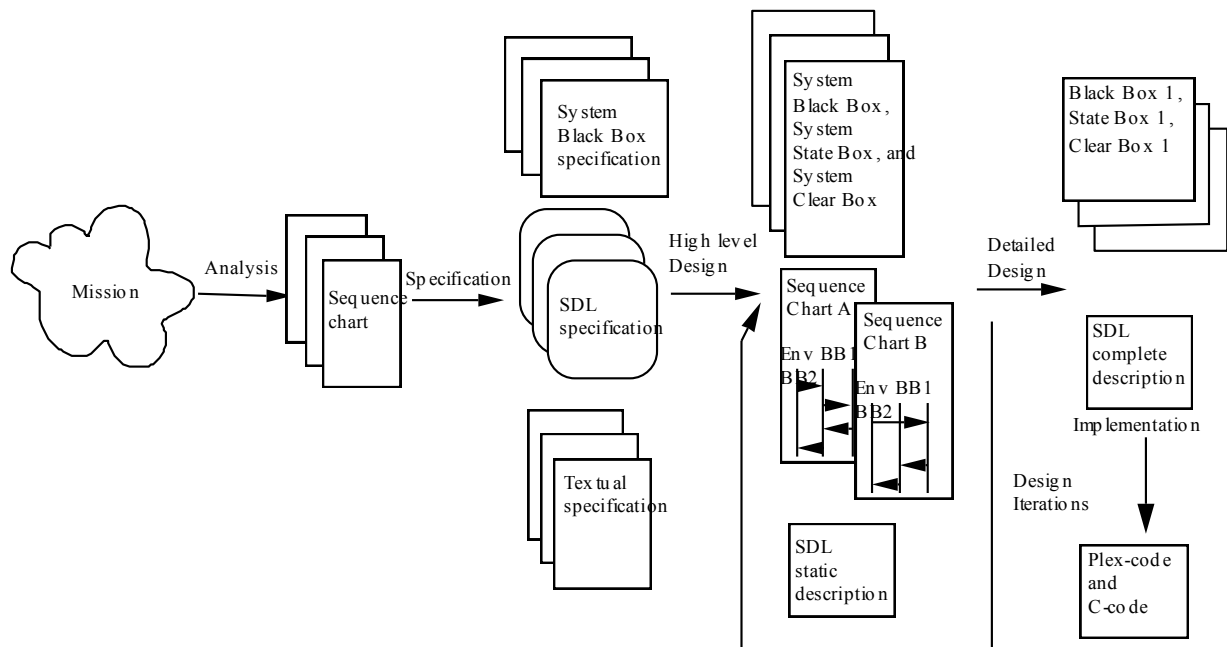 Mission
Analysis
Sequence
chart
Specification
System
Black Box
specification
SDL
specification
Textual
specification
High level
Design
System
Black Box,
System
State Box, and
System
Clear Box
Sequence
Chart A
Env BB1
BB2
Sequence
Chart B
Env BB1
BB2
SDL
static
description
Detailed
Design
Design
Iterations
Black Box 1,
State Box 1,
Clear Box 1
SDL
complete
description
Implementation
Plex-code
and
C-code